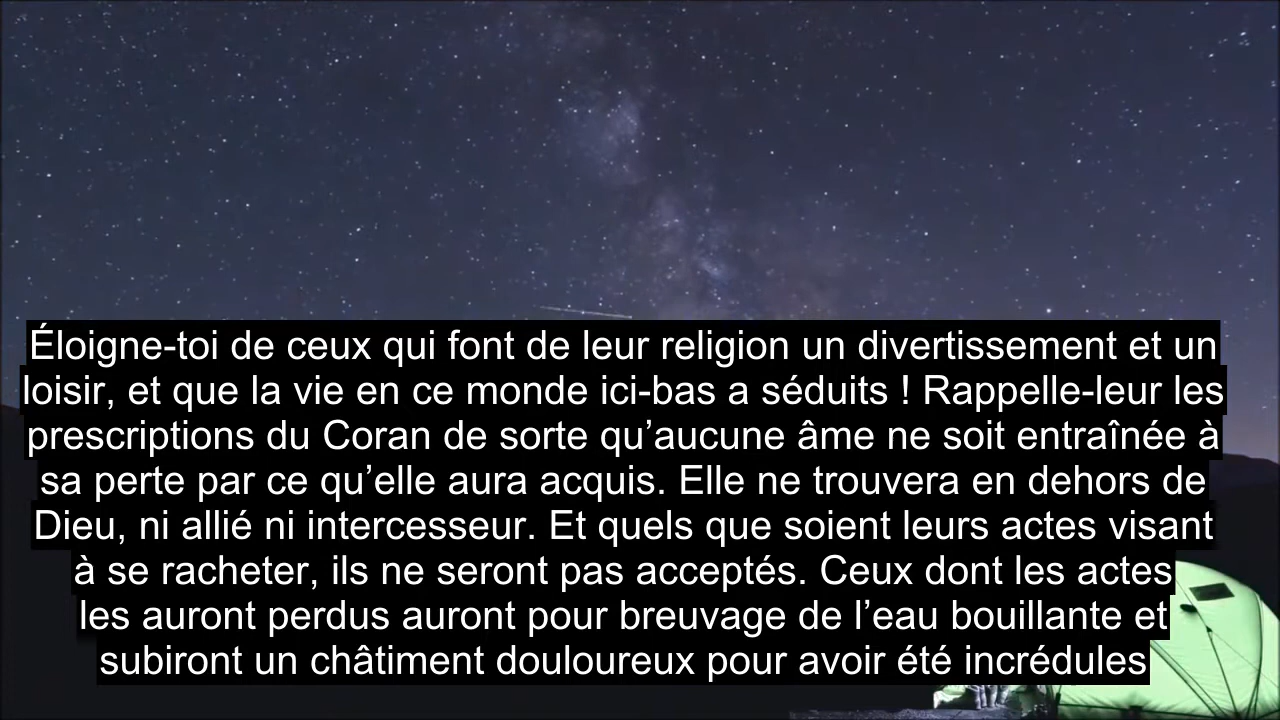 Éloigne-toi de ceux qui font de leur religion un divertissement et un
loisir, et que la vie en ce monde ici-bas a séduits ! Rappelle-leur les
prescriptions du Coran de sorte qu’aucune âme ne soit entraînée à
sa perte par ce qu’elle aura acquis. Elle ne trouvera en dehors de
Dieu, ni allié ni intercesseur. Et quels que soient leurs actes visant
à se racheter, ils ne seront pas acceptés. Ceux dont les actes
les auront perdus auront pour breuvage de l’eau bouillante et
subiront un châtiment douloureux pour avoir été incrédules